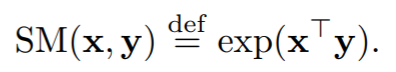 SM(x, y) ≝ exp(x⊤y).